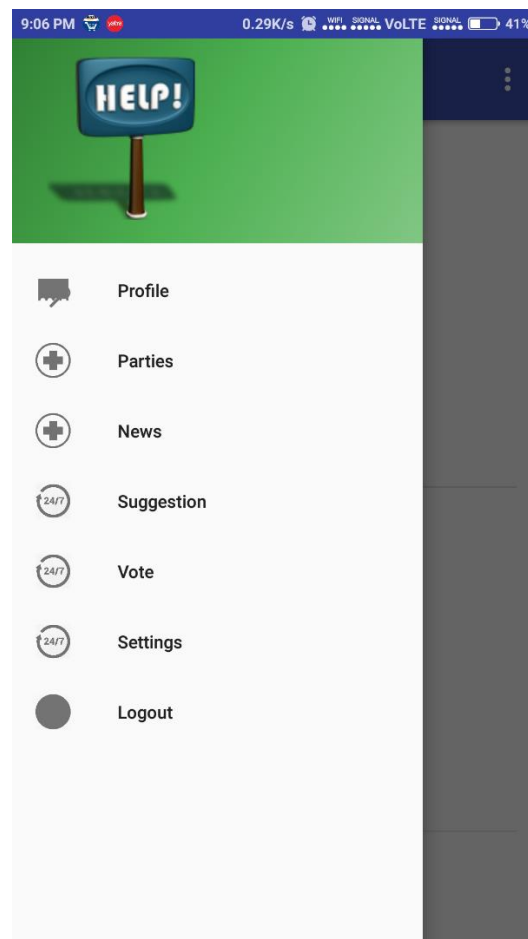 9:06 PM 0.29K/s WIFI SIGNAL VoLTE SIGNAL 41%
HELP!
Profile
Parties
News
24/7 Suggestion
24/7 Vote
24/7 Settings
Logout